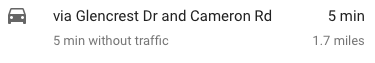 via Glencrest Dr and Cameron Rd 5 min
5 min without traffic 1.7 miles